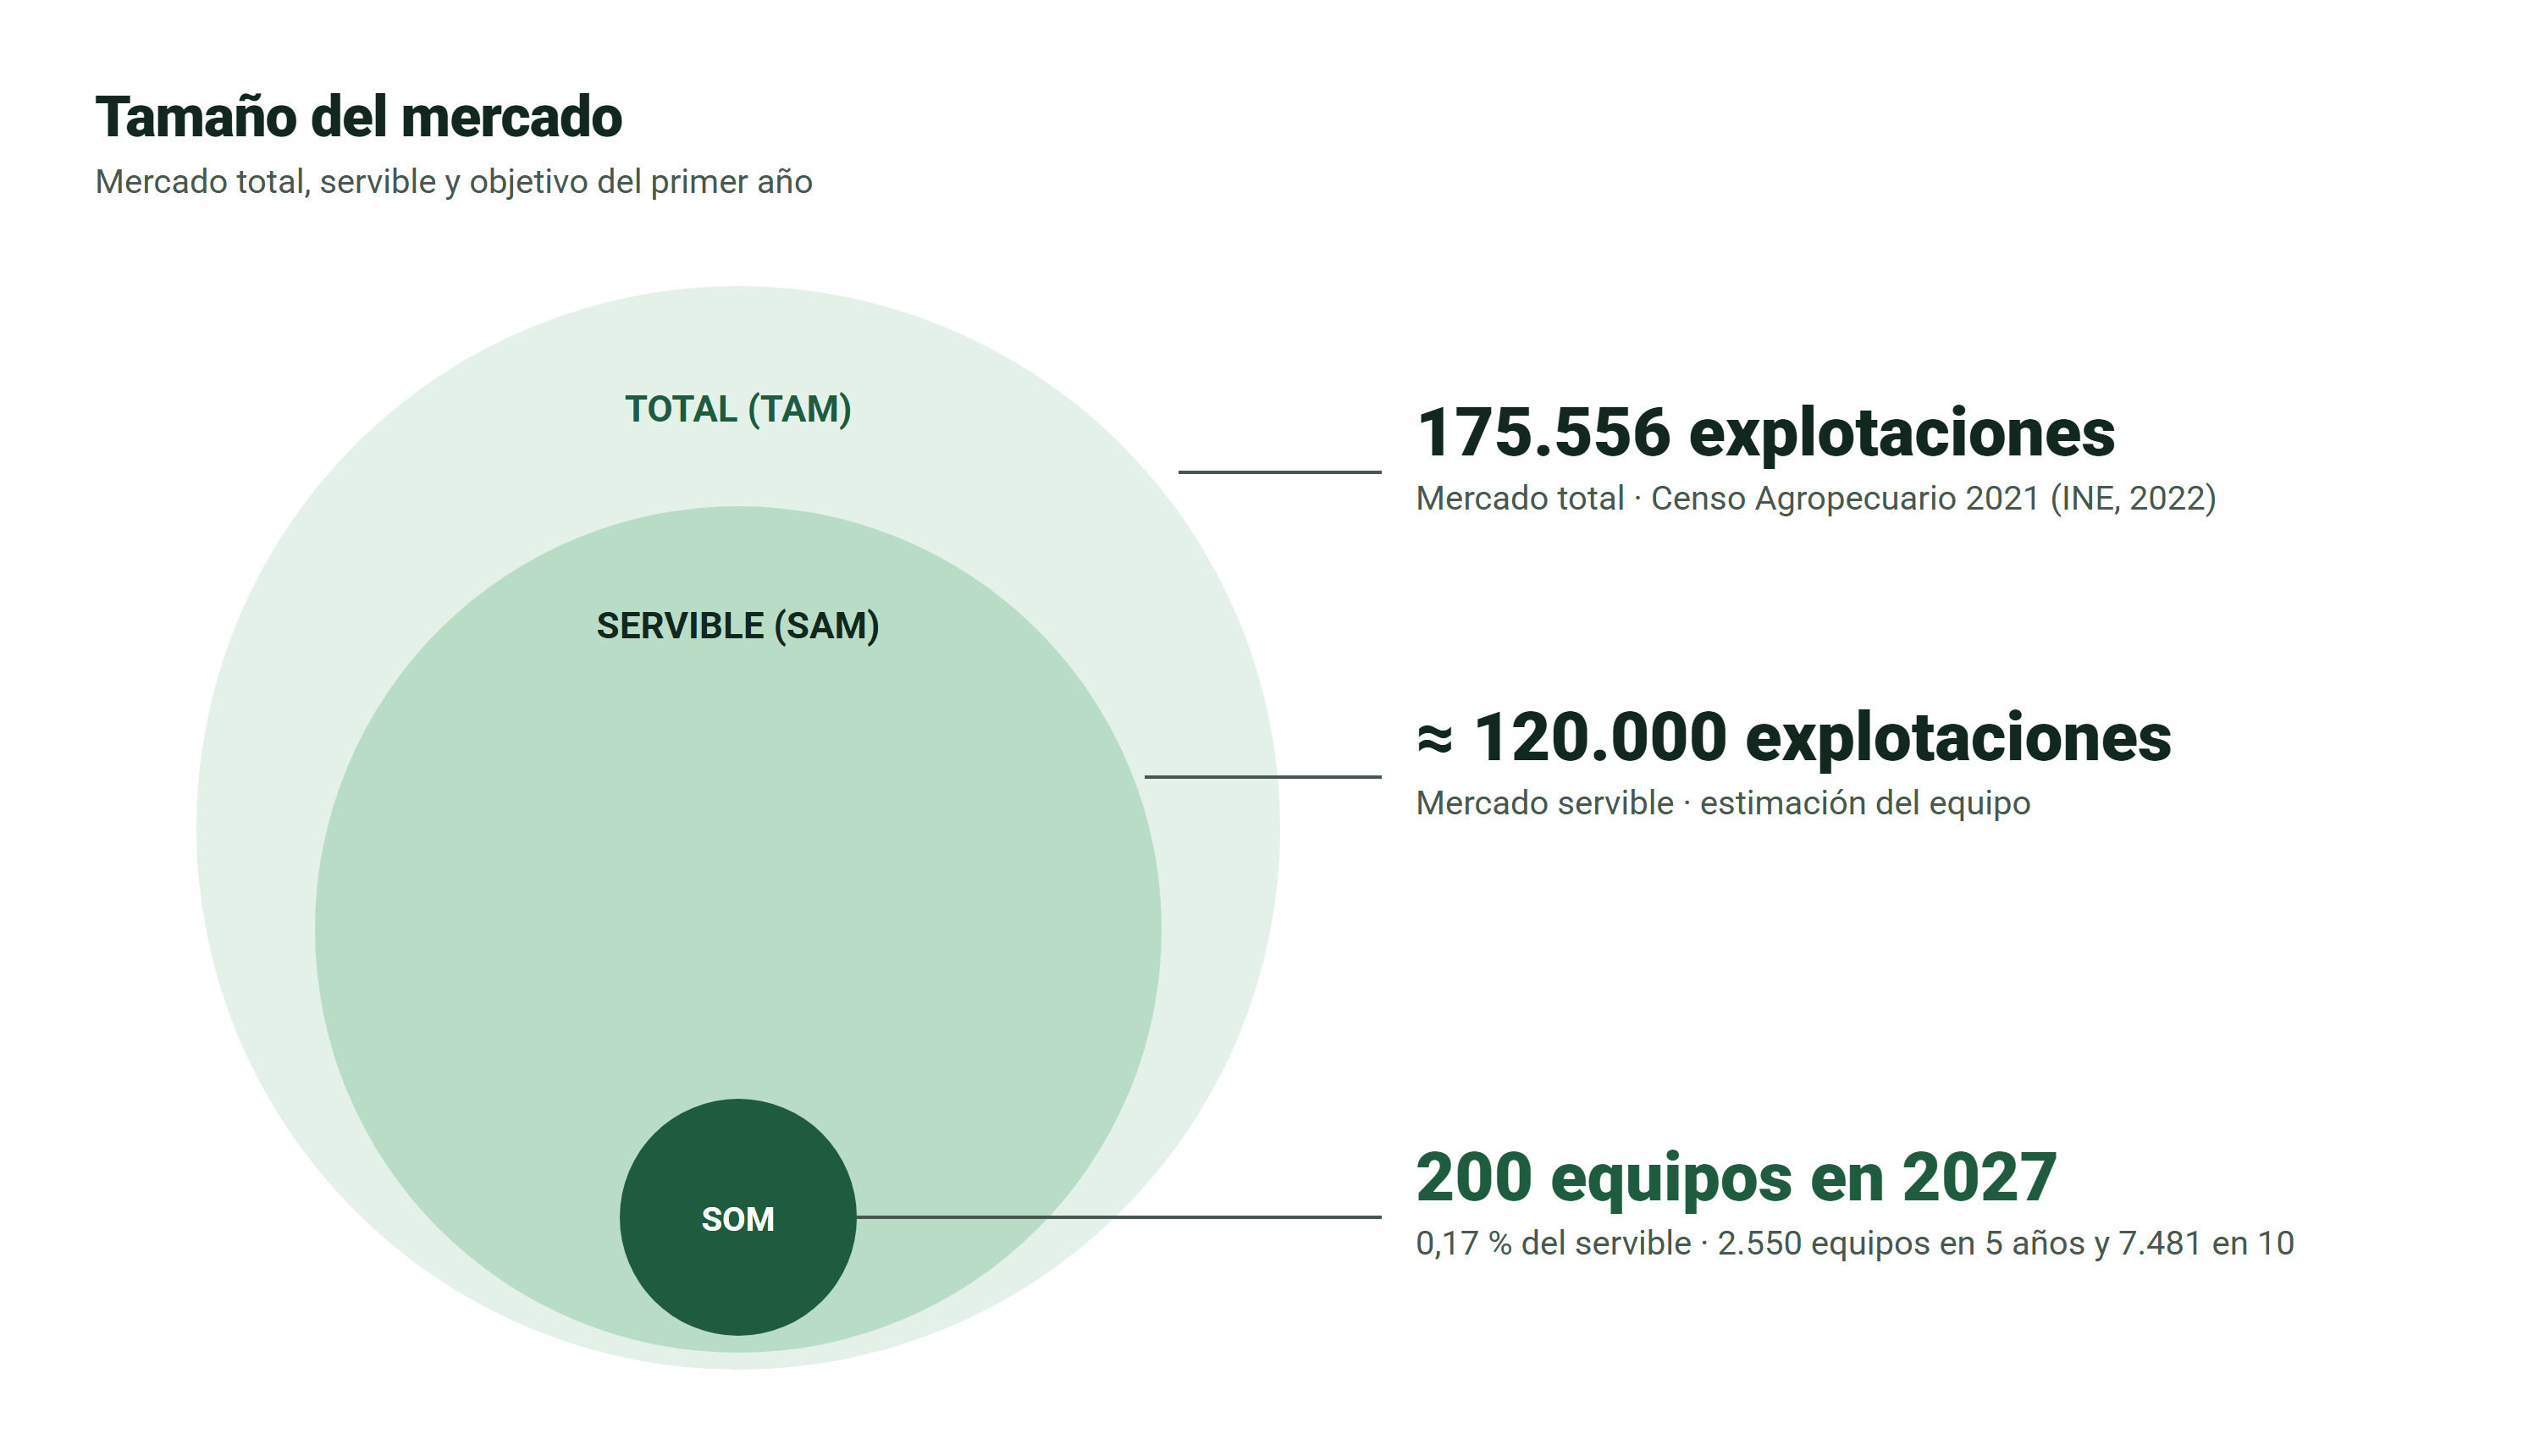 Tamaño del mercado
Mercado total, servible y objetivo del primer año
TOTAL (TAM)
175.556 explotaciones
Mercado total · Censo Agropecuario 2021 (INE, 2022)
SERVIBLE (SAM)
≈ 120.000 explotaciones
Mercado servible · estimación del equipo
SOM
200 equipos en 2027
0,17 % del servible · 2.550 equipos en 5 años y 7.481 en 10